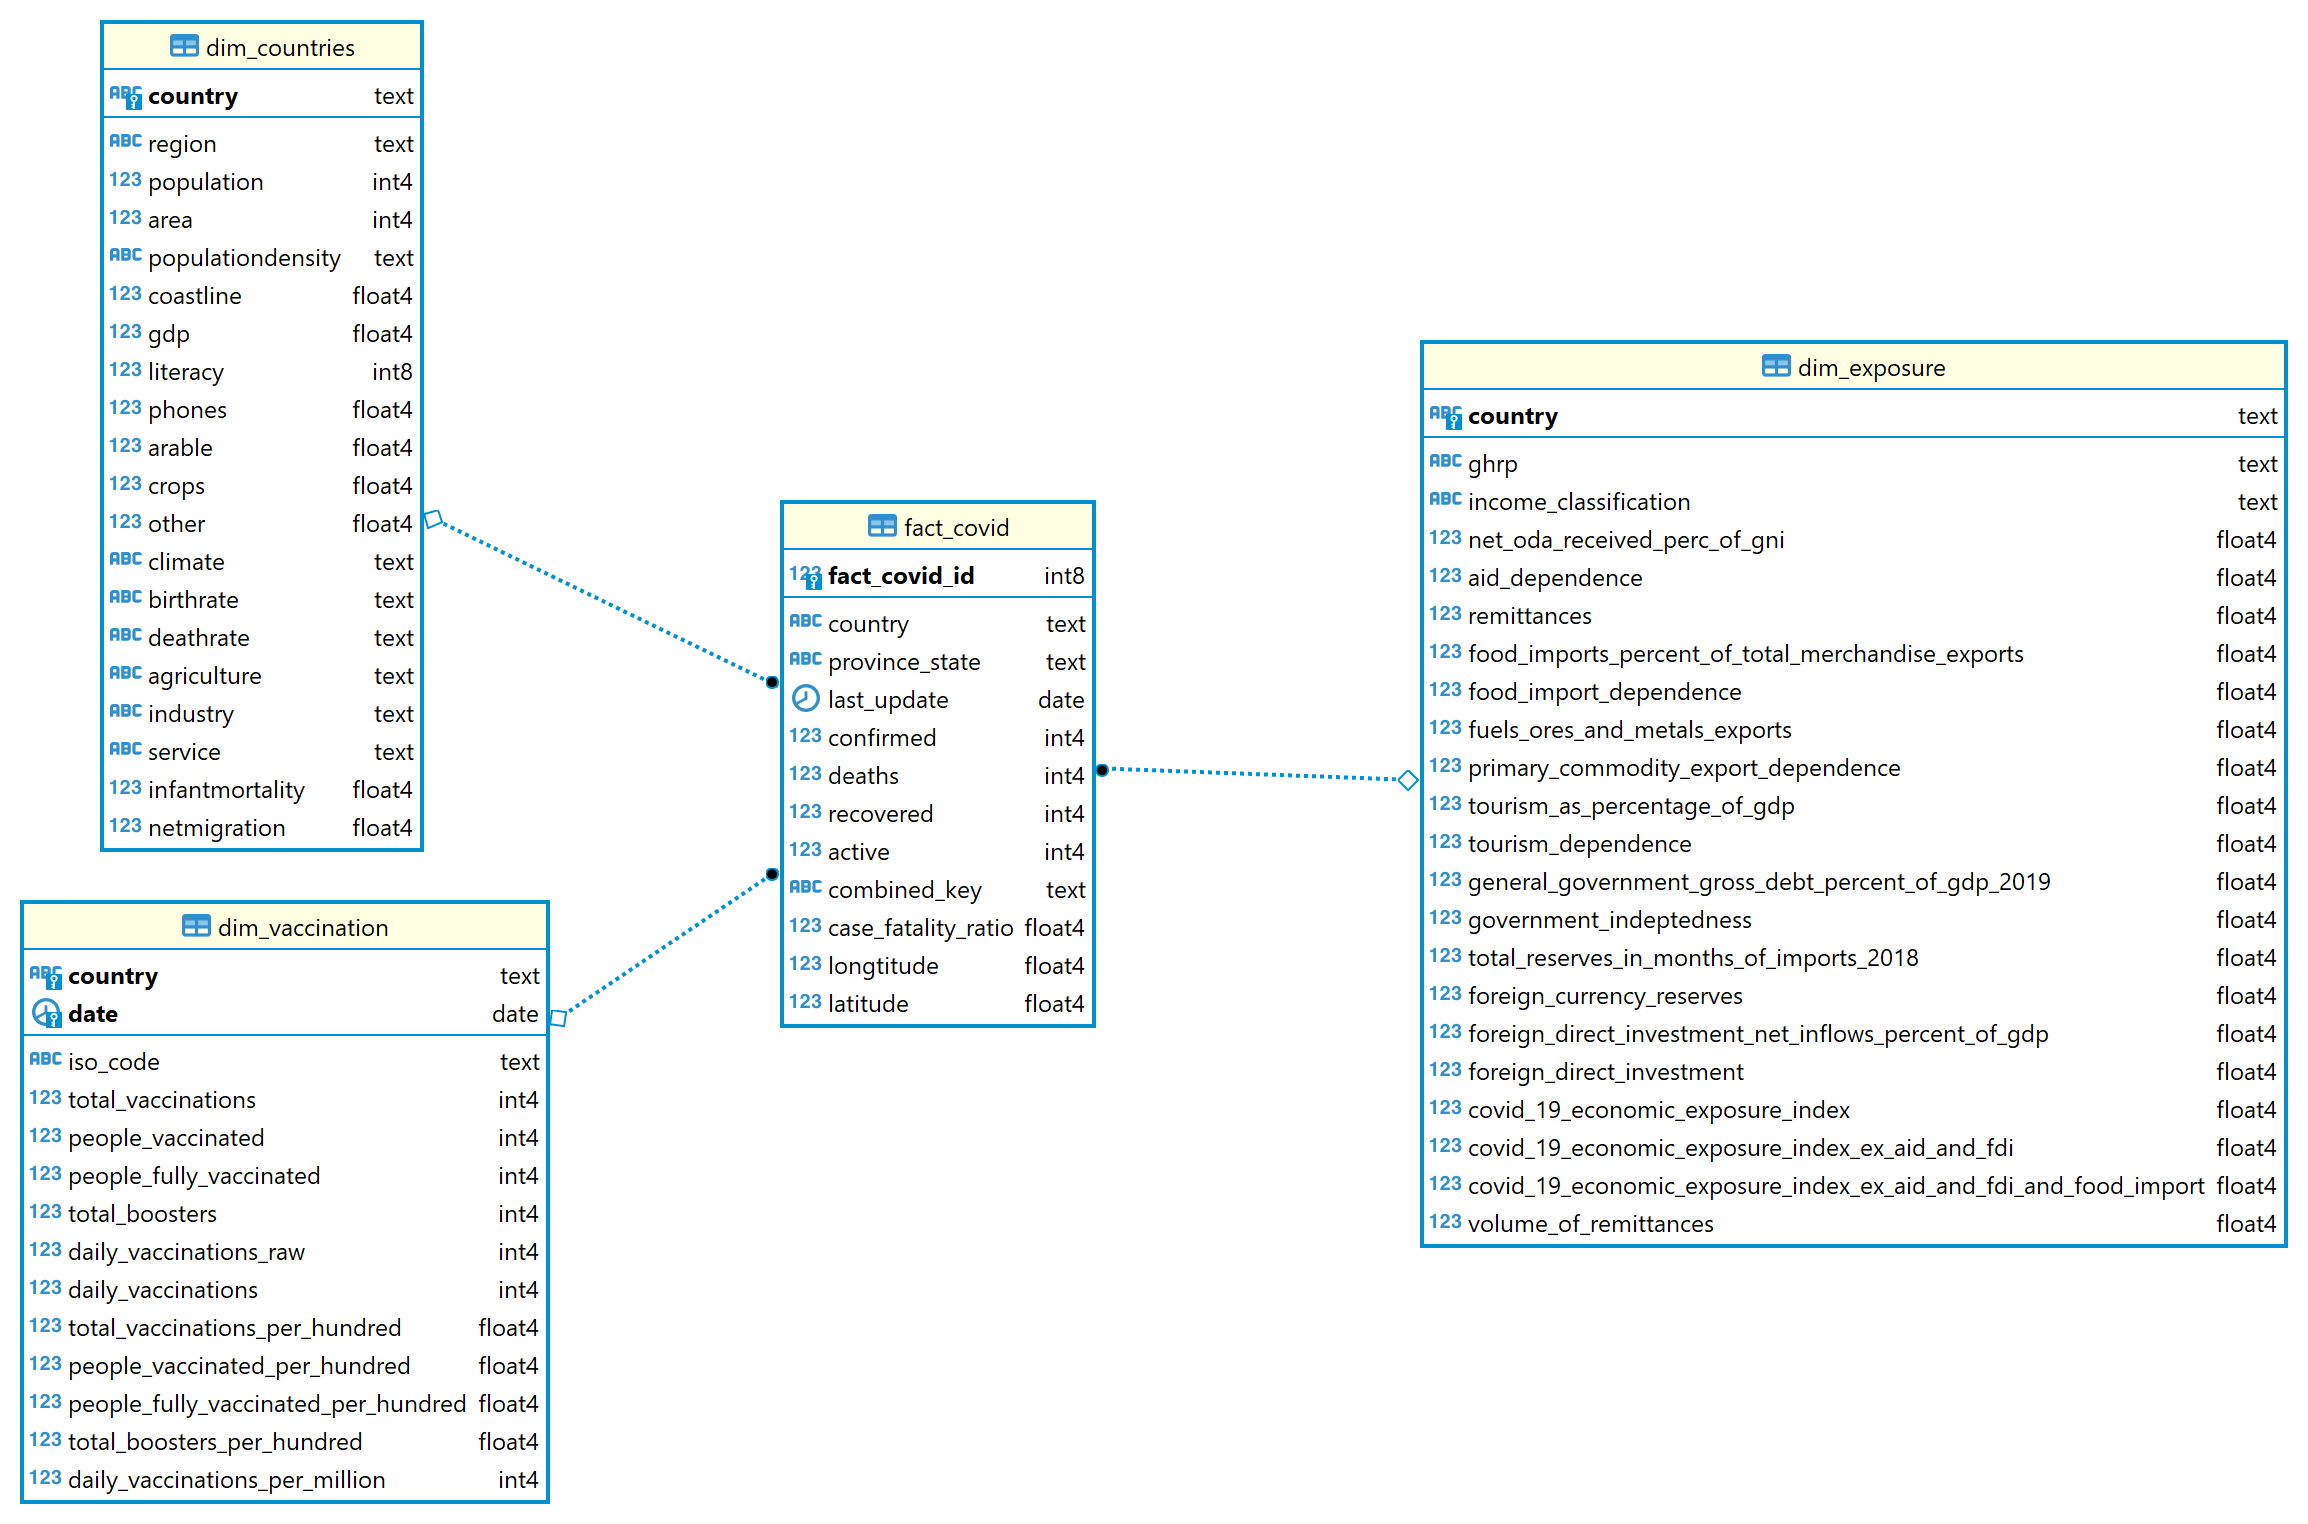 dim_countries
ABC country text
ABC region text
123 population int4
123 area int4
ABC populationdensity text
123 coastline float4
123 gdp float4
123 literacy int8
123 phones float4
123 arable float4
123 crops float4
123 other float4
ABC climate text
ABC birthrate text
ABC deathrate text
ABC agriculture text
ABC industry text
ABC service text
123 infantmortality float4
123 netmigration float4
dim_vaccination
ABC country text
date date
ABC iso_code text
123 total_vaccinations int4
123 people_vaccinated int4
123 people_fully_vaccinated int4
123 total_boosters int4
123 daily_vaccinations_raw int4
123 daily_vaccinations int4
123 total_vaccinations_per_hundred float4
123 people_vaccinated_per_hundred float4
123 people_fully_vaccinated_per_hundred float4
123 total_boosters_per_hundred float4
123 daily_vaccinations_per_million int4
fact_covid
123 fact_covid_id int8
ABC country text
ABC province_state text
last_update date
123 confirmed int4
123 deaths int4
123 recovered int4
123 active int4
ABC combined_key text
123 case_fatality_ratio float4
123 longtitude float4
123 latitude float4
dim_exposure
ABC country text
ABC ghrp text
ABC income_classification text
123 net_oda_received_perc_of_gni float4
123 aid_dependence float4
123 remittances float4
123 food_imports_percent_of_total_merchandise_exports float4
123 food_import_dependence float4
123 fuels_ores_and_metals_exports float4
123 primary_commodity_export_dependence float4
123 tourism_as_percentage_of_gdp float4
123 tourism_dependence float4
123 general_government_gross_debt_percent_of_gdp_2019 float4
123 government_indeptedness float4
123 total_reserves_in_months_of_imports_2018 float4
123 foreign_currency_reserves float4
123 foreign_direct_investment_net_inflows_percent_of_gdp float4
123 foreign_direct_investment float4
123 covid_19_economic_exposure_index float4
123 covid_19_economic_exposure_index_ex_aid_and_fdi float4
123 covid_19_economic_exposure_index_ex_aid_and_fdi_and_food_import float4
123 volume_of_remittances float4